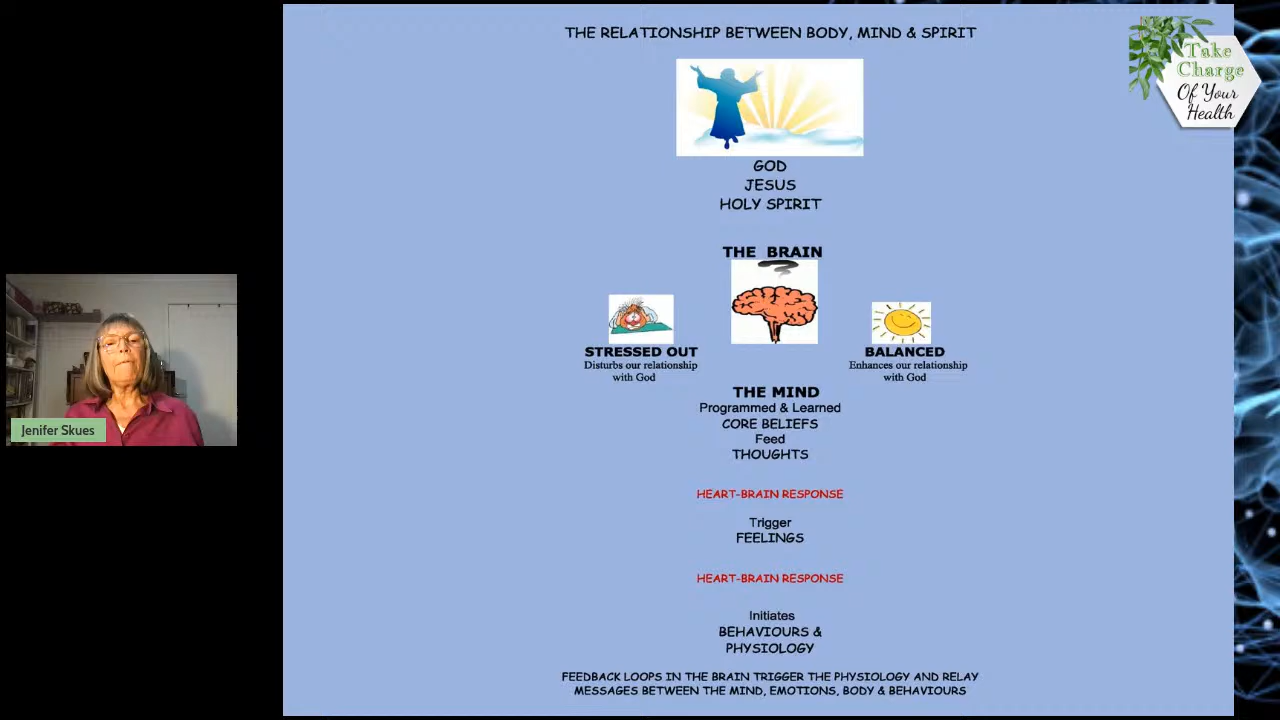 THE RELATIONSHIP BETWEEN BODY, MIND & SPIRIT
Take
Charge
Of Your
Health
GOD
JESUS
HOLY SPIRIT
THE BRAIN
STRESSED OUT
Disturbs our relationship
with God
BALANCED
Enhances our relationship
with God
THE MIND
Programmed & Learned
CORE BELIEFS
Feed
THOUGHTS
Jenifer Skues
HEART-BRAIN RESPONSE
Trigger
FEELINGS
HEART-BRAIN RESPONSE
Initiates
BEHAVIOURS &
PHYSIOLOGY
FEEDBACK LOOPS IN THE BRAIN TRIGGER THE PHYSIOLOGY AND RELAY
MESSAGES BETWEEN THE MIND, EMOTIONS, BODY & BEHAVIOURS